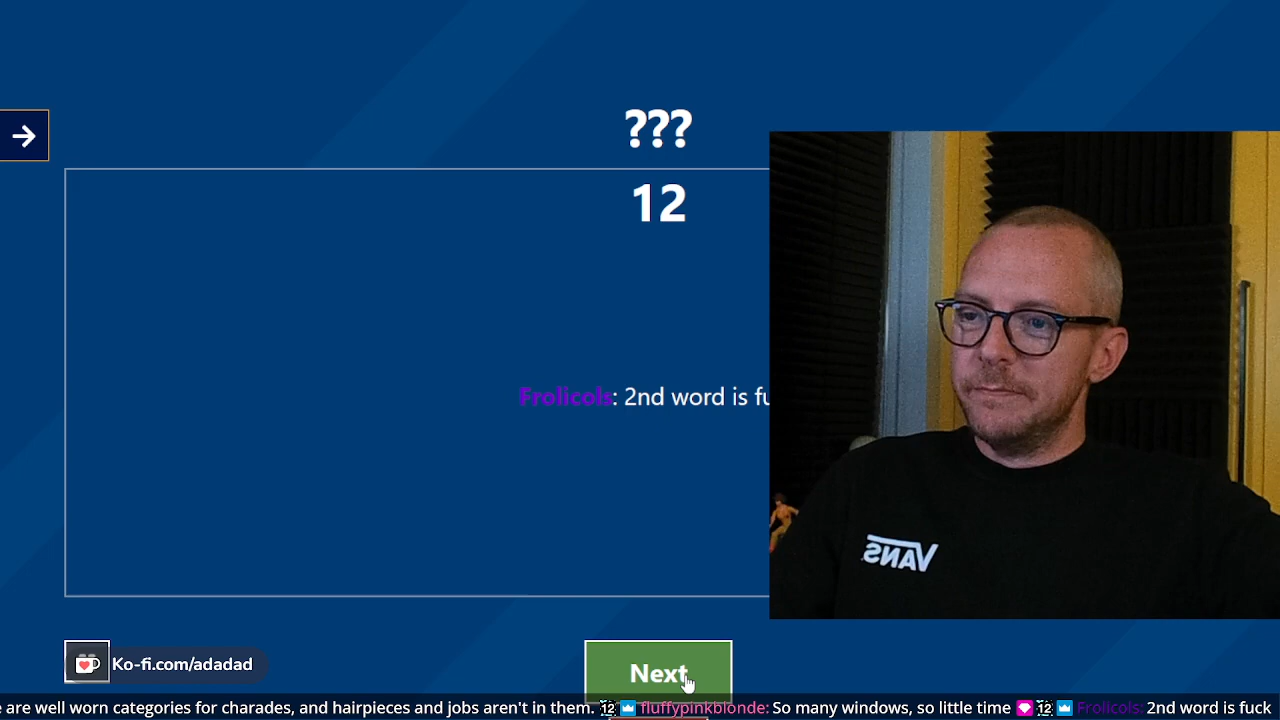 ???
12
Frolicols: 2nd word is fu
VANS
Ko-fi.com/adadad
Next
e are well worn categories for charades, and hairpieces and jobs aren't in them. 12 fluffypinkblonde: So many windows, so little time 12 Frolicols: 2nd word is fuck